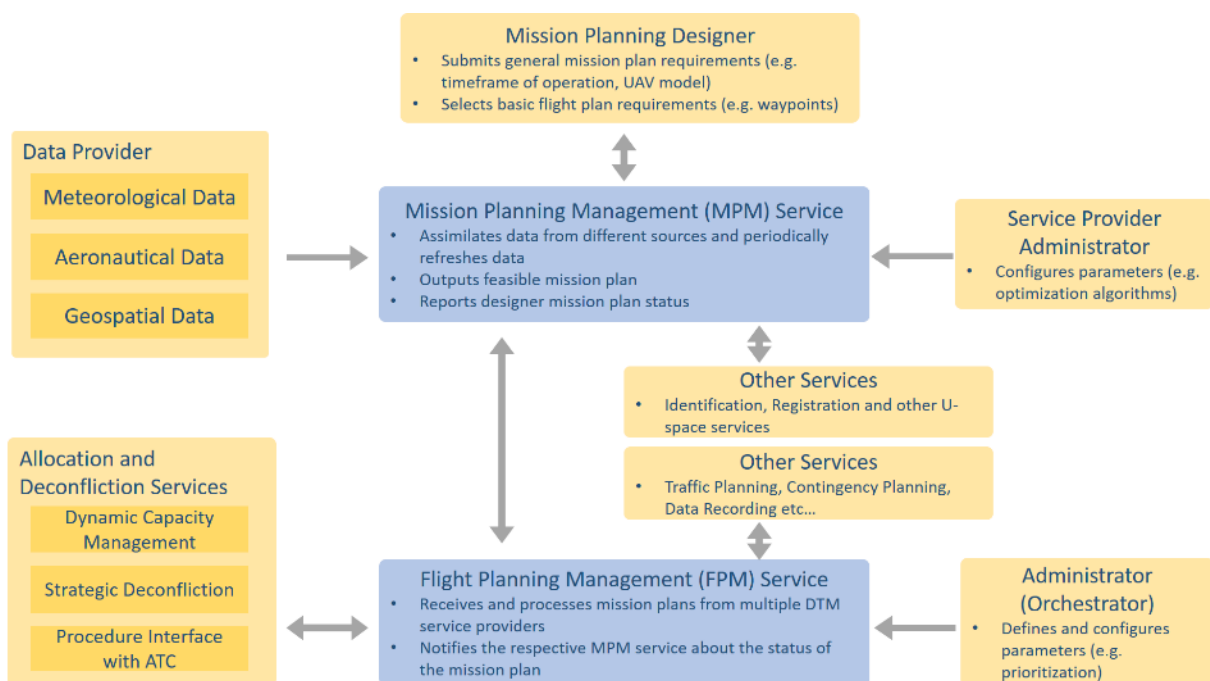 Mission Planning Designer
• Submits general mission plan requirements (e.g.
timeframe of operation, UAV model)
• Selects basic flight plan requirements (e.g. waypoints)
Data Provider
Meteorological Data
Aeronautical Data
Geospatial Data
Mission Planning Management (MPM) Service
• Assimilates data from different sources and periodically
refreshes data
• Outputs feasible mission plan
• Reports designer mission plan status
Service Provider
Administrator
• Configures parameters (e.g.
optimization algorithms)
Other Services
• Identification, Registration and other U-
space services
Other Services
• Traffic Planning, Contingency Planning,
Data Recording etc...
Allocation and
Deconfliction Services
Dynamic Capacity
Management
Strategic Deconfliction
Procedure Interface
with ATC
Flight Planning Management (FPM) Service
• Receives and processes mission plans from multiple DTM
service providers
• Notifies the respective MPM service about the status of
the mission plan
Administrator
(Orchestrator)
• Defines and configures
parameters (e.g.
prioritization)